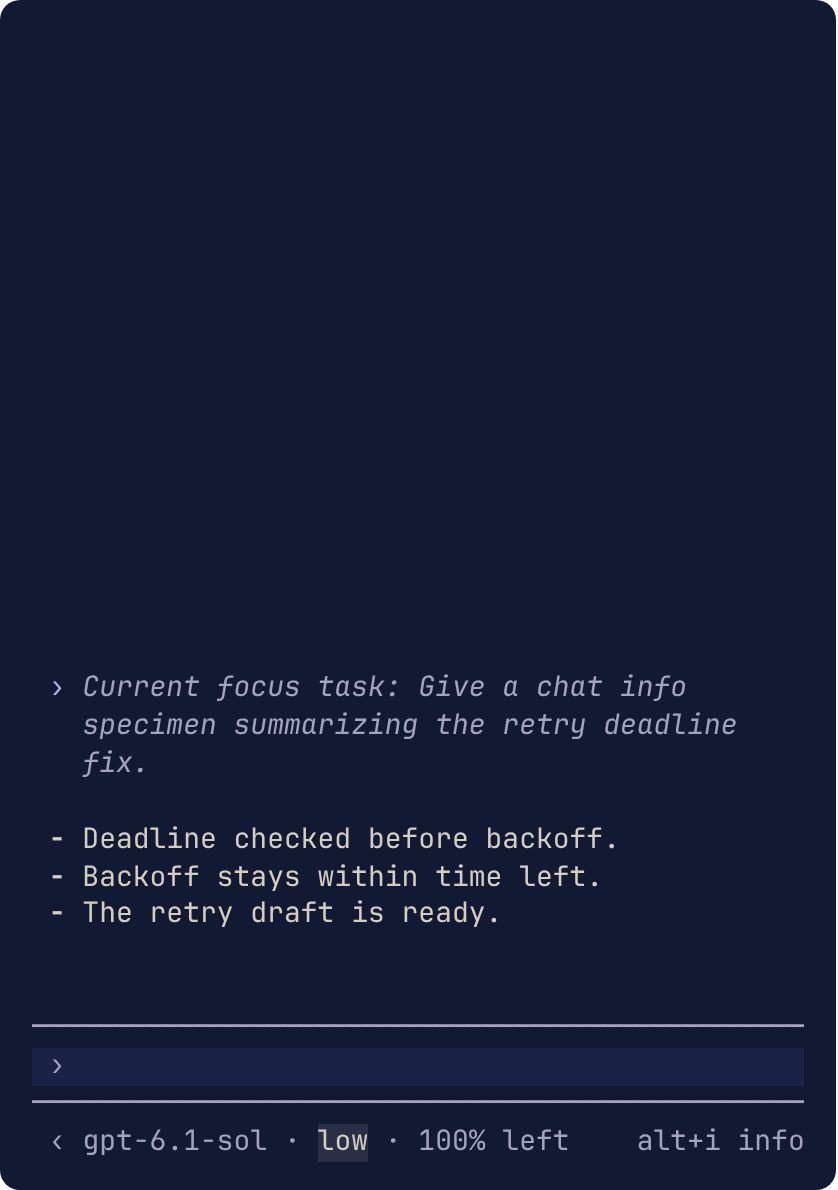 › Current focus task: Give a chat info
specimen summarizing the retry deadline
fix.
- Deadline checked before backoff.
- Backoff stays within time left.
- The retry draft is ready.
›
‹ gpt-6.1-sol · low · 100% left alt+i info